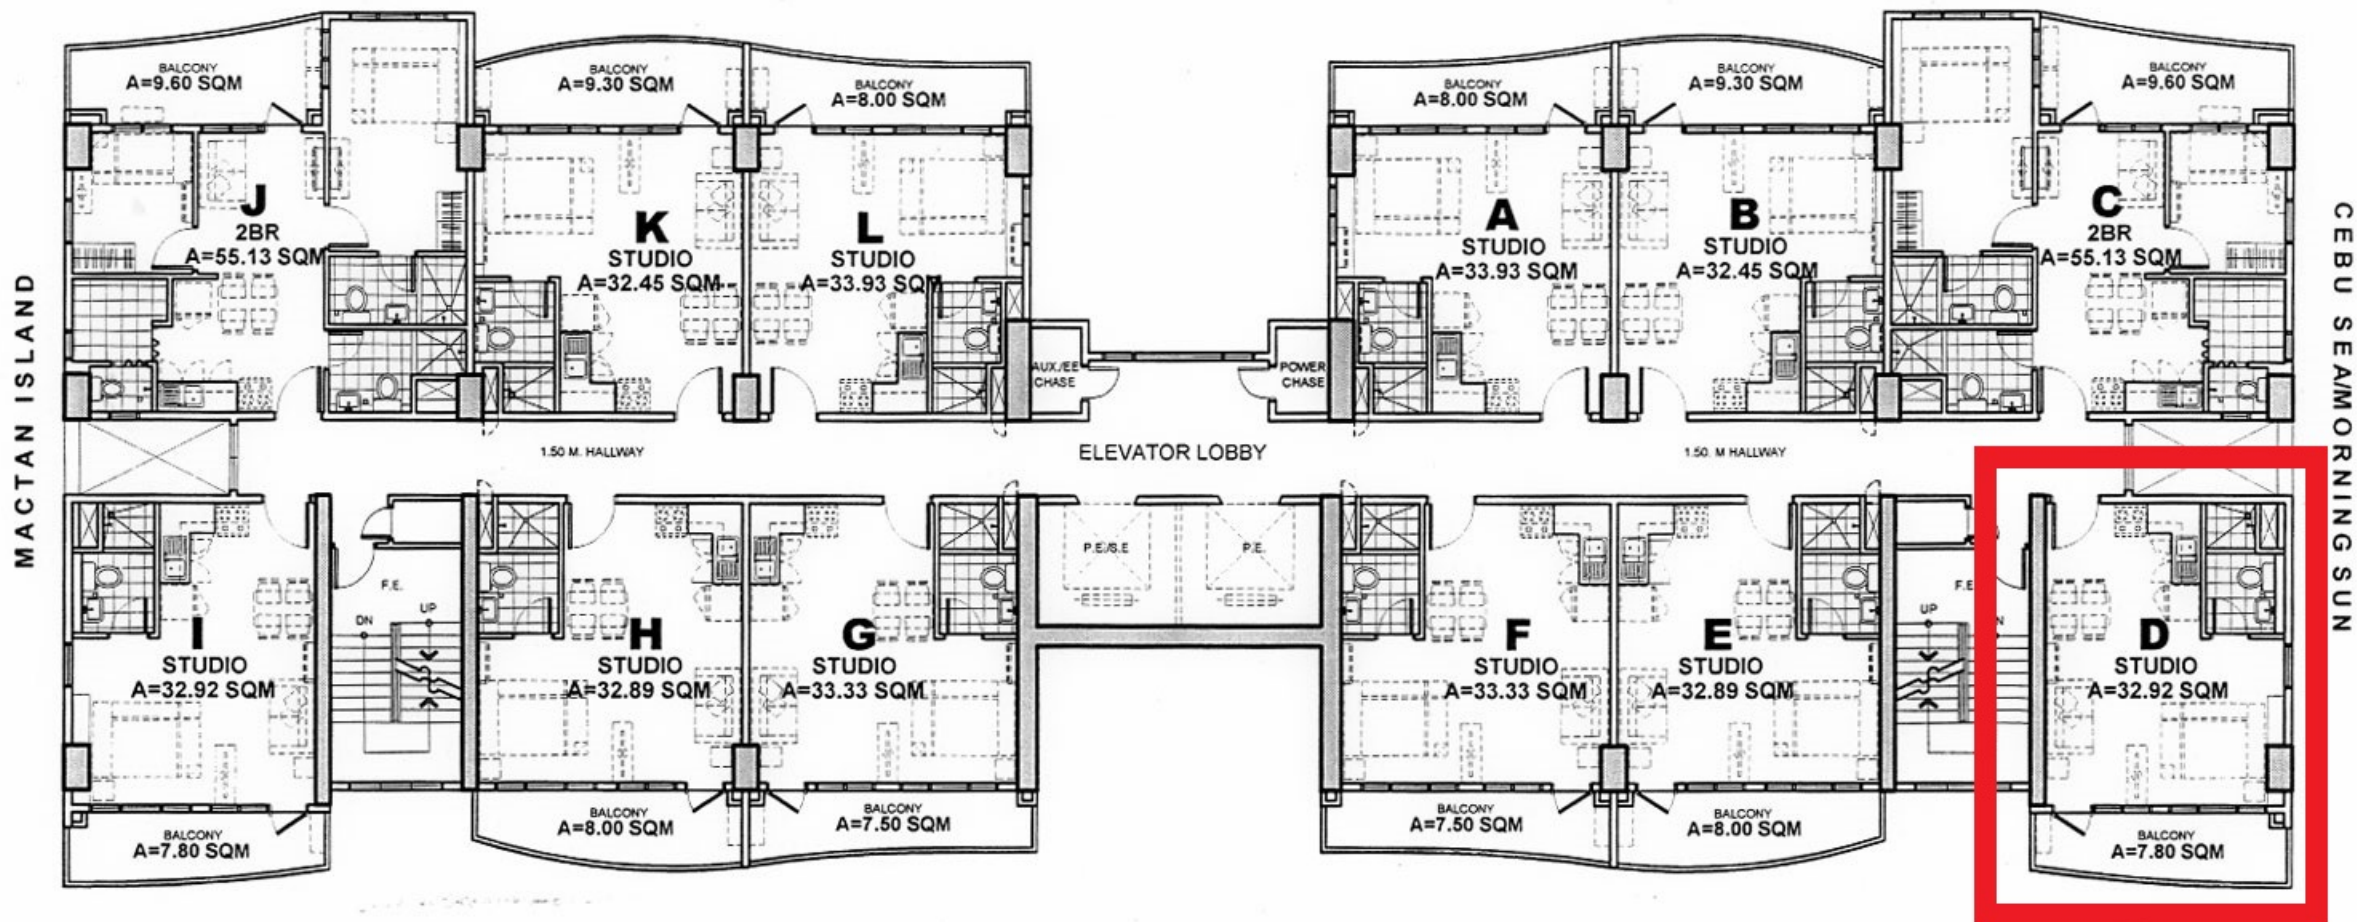 BALCONY
A=9.60 SQM
BALCONY
A=9.30 SQM
BALCONY
A=8.00 SQM
BALCONY
A=8.00 SQM
BALCONY
A=9.30 SQM
BALCONY
A=9.60 SQM
J
2BR
A=55.13 SQM
K
STUDIO
A=32.45 SQM
L
STUDIO
A=33.93 SQM
A
STUDIO
A=33.93 SQM
B
STUDIO
A=32.45 SQM
C
2BR
A=55.13 SQM
MACTAN ISLAND
CEBU SEA/MORNING SUN
AUX./EE
CHASE
POWER
CHASE
1.50 M. HALLWAY
ELEVATOR LOBBY
1.50. M HALLWAY
P.E./S.E
P.E.
F.E.
DN
UP
F.E
UP
I
STUDIO
A=32.92 SQM
H
STUDIO
A=32.89 SQM
G
STUDIO
A=33.33 SQM
F
STUDIO
A=33.33 SQM
E
STUDIO
A=32.89 SQM
D
STUDIO
A=32.92 SQM
BALCONY
A=7.80 SQM
BALCONY
A=8.00 SQM
BALCONY
A=7.50 SQM
BALCONY
A=7.50 SQM
BALCONY
A=8.00 SQM
BALCONY
A=7.80 SQM